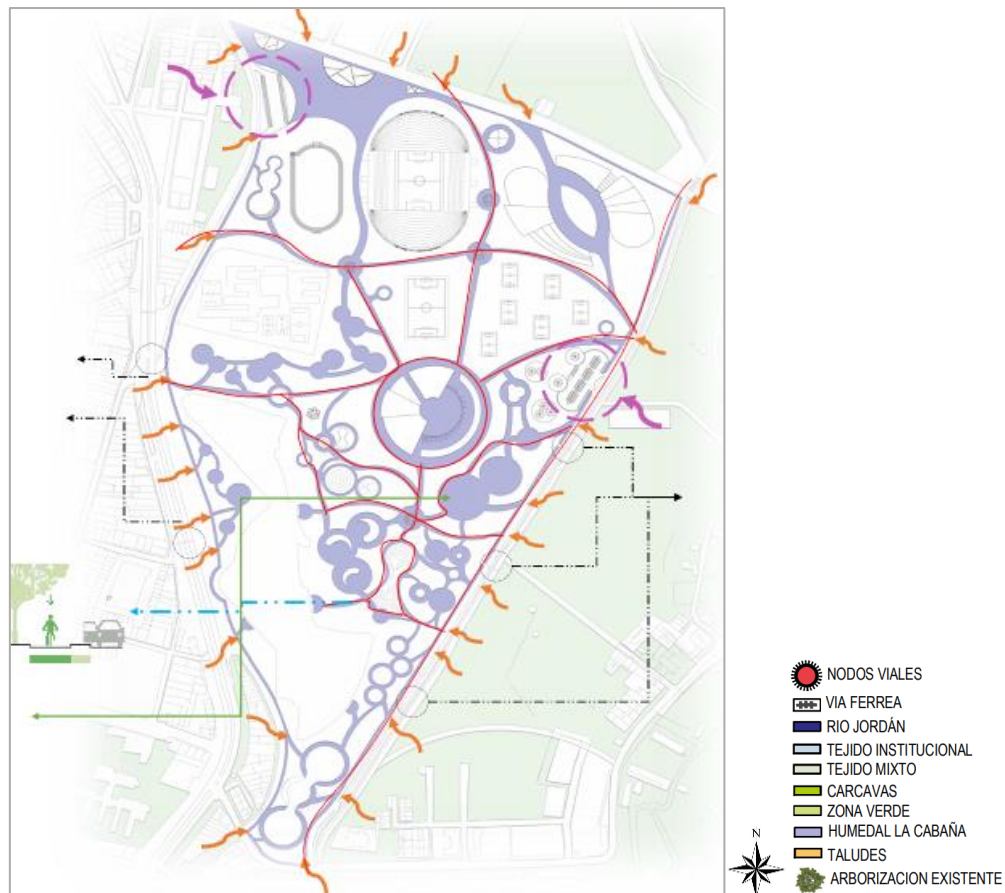 NODOS VIALES
VIA FERREA
RIO JORDÁN
TEJIDO INSTITUCIONAL
TEJIDO MIXTO
CARCAVAS
ZONA VERDE
HUMEDAL LA CABAÑA
N
TALUDES
ARBORIZACION EXISTENTE